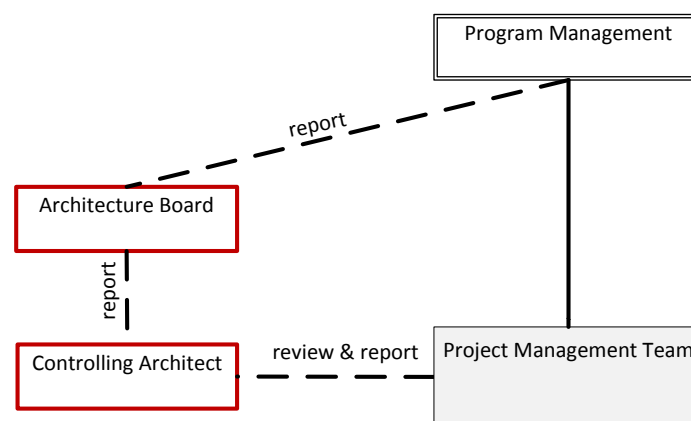 Program Management
report
Architecture Board
report
Controlling Architect
review & report
Project Management Team